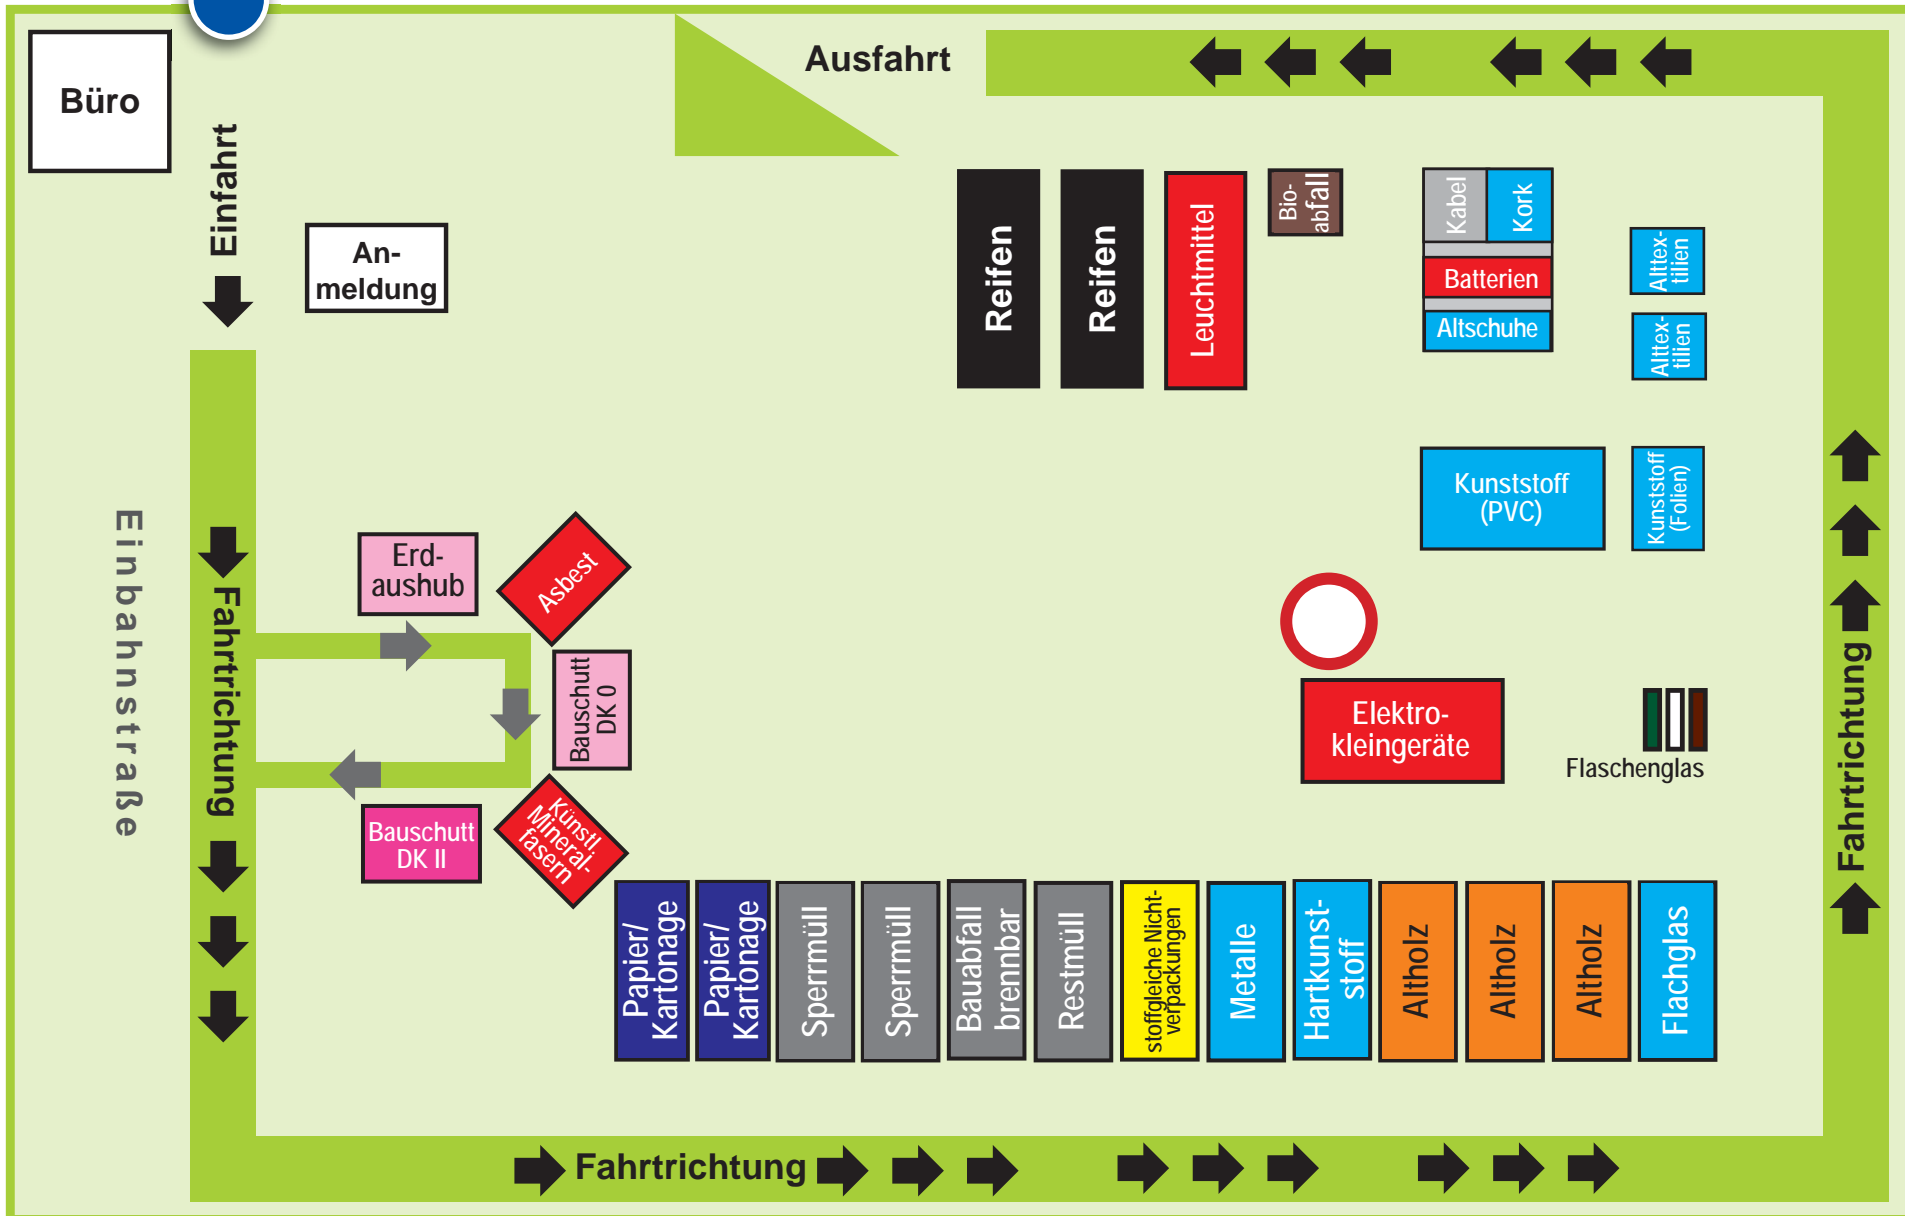 Büro
Ausfahrt
Einfahrt
An-
meldung
Reifen
Reifen
Leuchtmittel
Bio-
abfall
Kabel
Kork
Batterien
Altschuhe
Alttex-
tilien
Alttex-
tilien
Kunststoff
(PVC)
Kunststoff
(Folien)
Einbahnstraße
Fahrtrichtung
Erd-
aushub
Asbest
Bauschutt
DK 0
Bauschutt
DK II
Künstl.
Mineral-
fasern
Elektro-
kleingeräte
Flaschenglas
Fahrtrichtung
Papier/
Kartonage
Papier/
Kartonage
Sperrmüll
Sperrmüll
Bauabfall
brennbar
Restmüll
stoffgleiche Nicht-
verpackungen
Metalle
Hartkunst-
stoff
Altholz
Altholz
Altholz
Flachglas
Fahrtrichtung